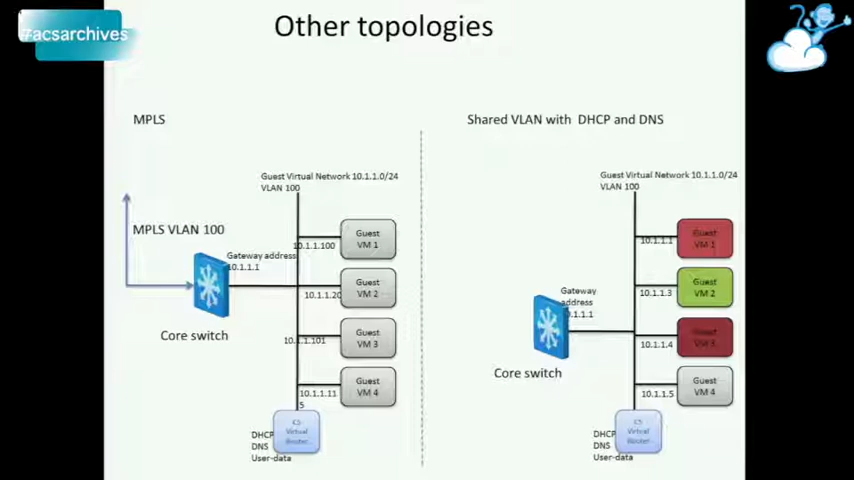 #acsarchives
Other topologies
MPLS
Guest Virtual Network 10.1.1.0/24
VLAN 100
MPLS VLAN 100
Gateway address
10.1.1.1
Core switch
10.1.1.100
Guest
VM 1
10.1.1.20
Guest
VM 2
10.1.1.101
Guest
VM 3
10.1.1.11
5
Guest
VM 4
CS
Virtual
Router
DHCP
DNS
User-data
Shared VLAN with DHCP and DNS
Guest Virtual Network 10.1.1.0/24
VLAN 100
Gateway
address
10.1.1.1
Core switch
10.1.1.1
Guest
VM 1
10.1.1.3
Guest
VM 2
10.1.1.4
Guest
VM 3
10.1.1.5
Guest
VM 4
CS
Virtual
Router
DHCP
DNS
User-data